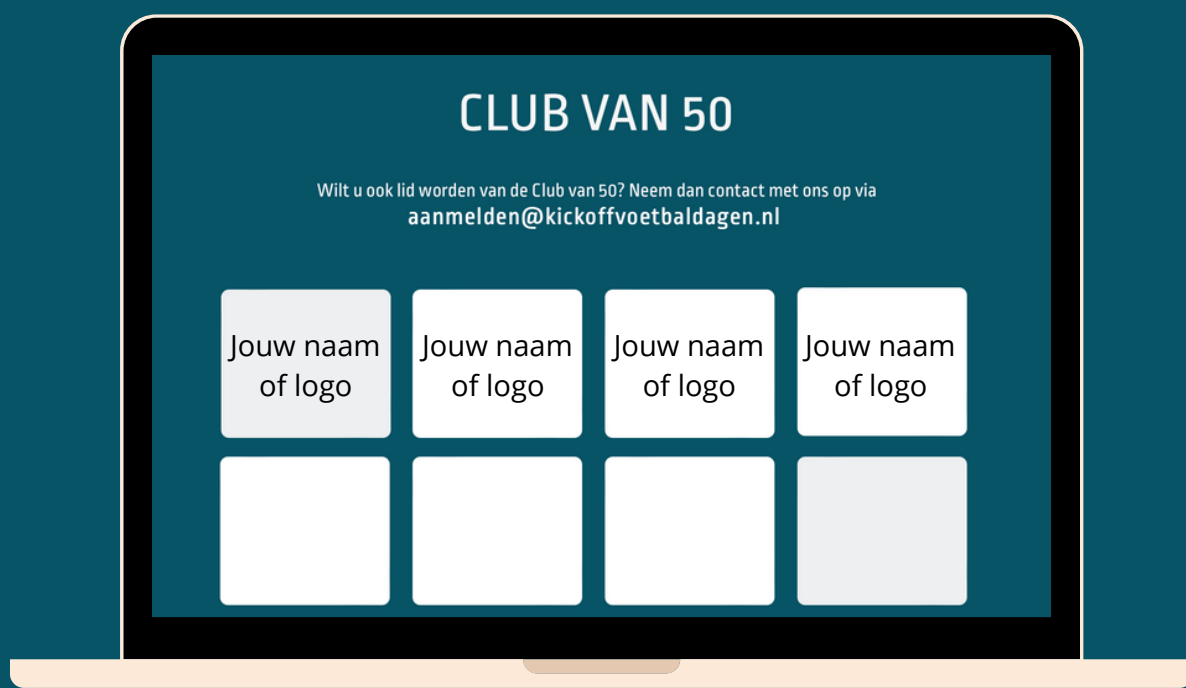 CLUB VAN 50
Wilt u ook lid worden van de Club van 50? Neem dan contact met ons op via
aanmelden@kickoffvoetbaldagen.nl
Jouw naam
of logo
Jouw naam
of logo
Jouw naam
of logo
Jouw naam
of logo